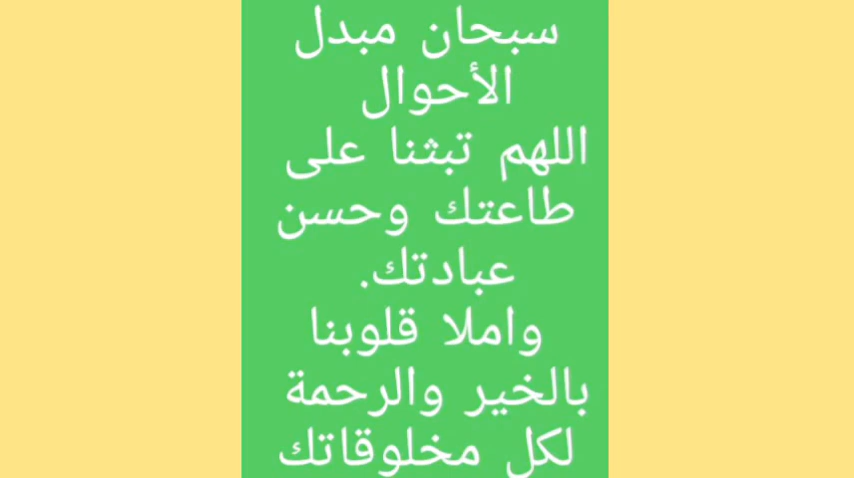 سبحان مبدل
الأحوال
اللهم تبثنا على
طاعتك وحسن
عبادتك.
واملا قلوبنا
بالخير والرحمة
لكل مخلوقاتك